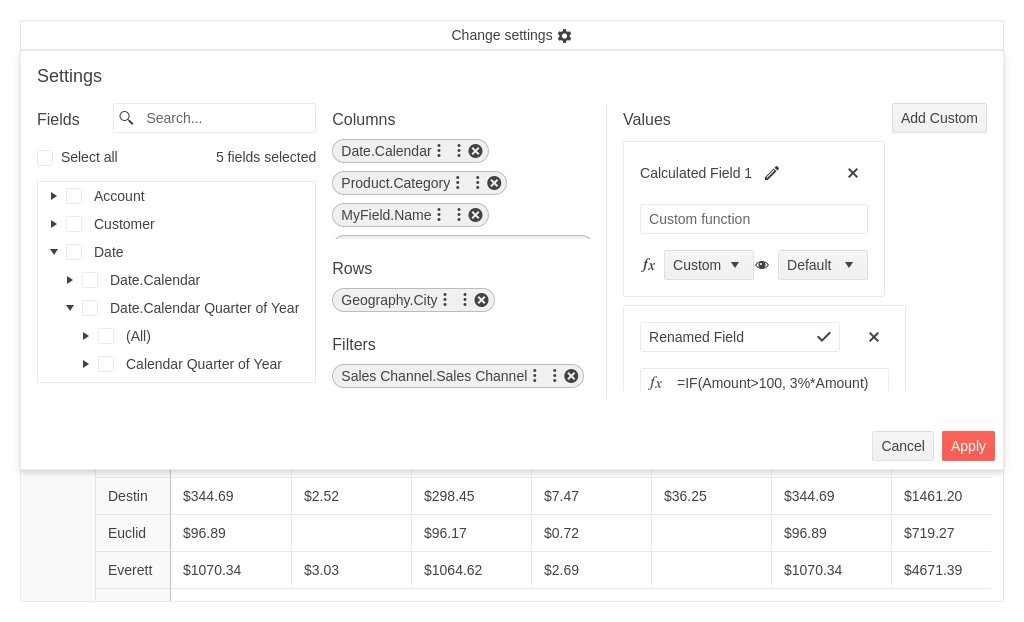 Change settings
Settings
Fields
Search...
Select all
5 fields selected
Account
Customer
Date
Date.Calendar
Date.Calendar Quarter of Year
(All)
Calendar Quarter of Year
Columns
Date.Calendar
Product.Category
MyField.Name
Rows
Geography.City
Filters
Sales Channel.Sales Channel
Values
Add Custom
Calculated Field 1
Custom function
fx Custom Default
Renamed Field
fx =IF(Amount>100, 3%*Amount)
Cancel Apply
Destin $344.69 $2.52 $298.45 $7.47 $36.25 $344.69 $1461.20
Euclid $96.89 $96.17 $0.72 $96.89 $719.27
Everett $1070.34 $3.03 $1064.62 $2.69 $1070.34 $4671.39